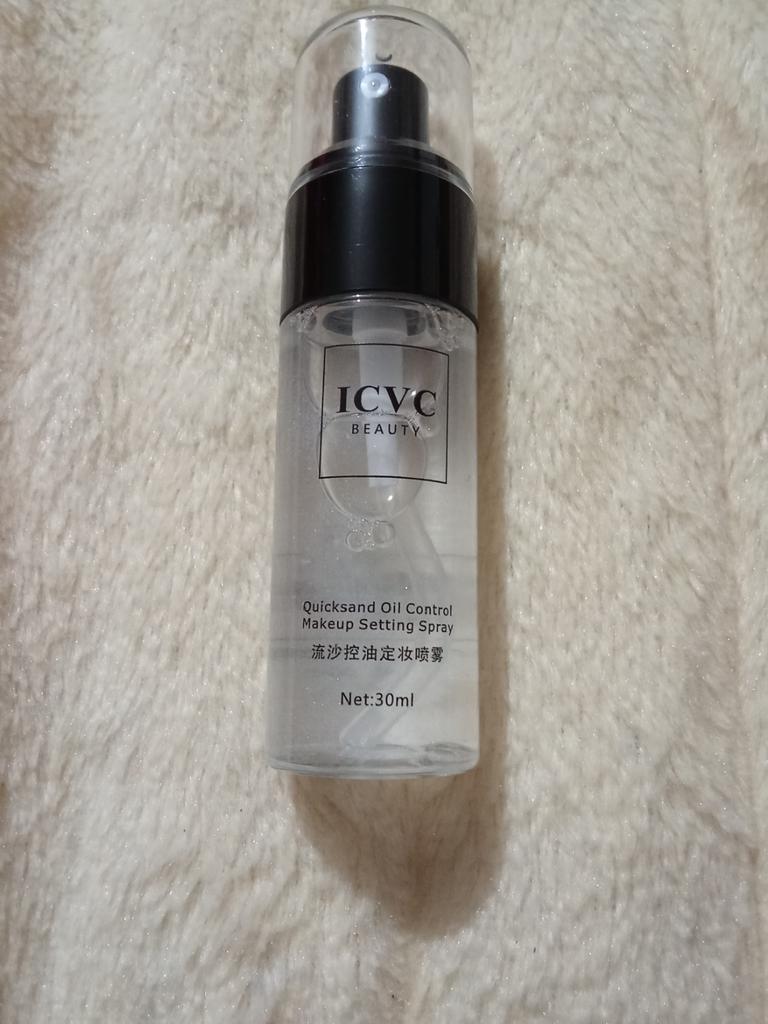 ICVC
BEAUTY
Quicksand Oil Control
Makeup Setting Spray
流沙控油定妆喷雾
Net:30ml